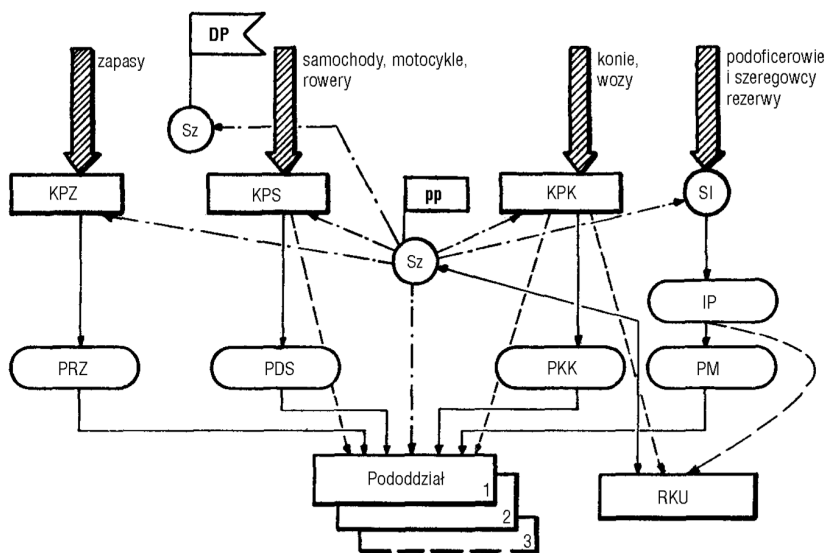 DP
zapasy
samochody, motocykle,
rowery
konie,
wozy
podoficerowie
i szeregowcy
rezerwy
Sz
KPZ
KPS
pp
KPK
SI
Sz
IP
PRZ
PDS
PKK
PM
Pododdział
1
2
3
RKU